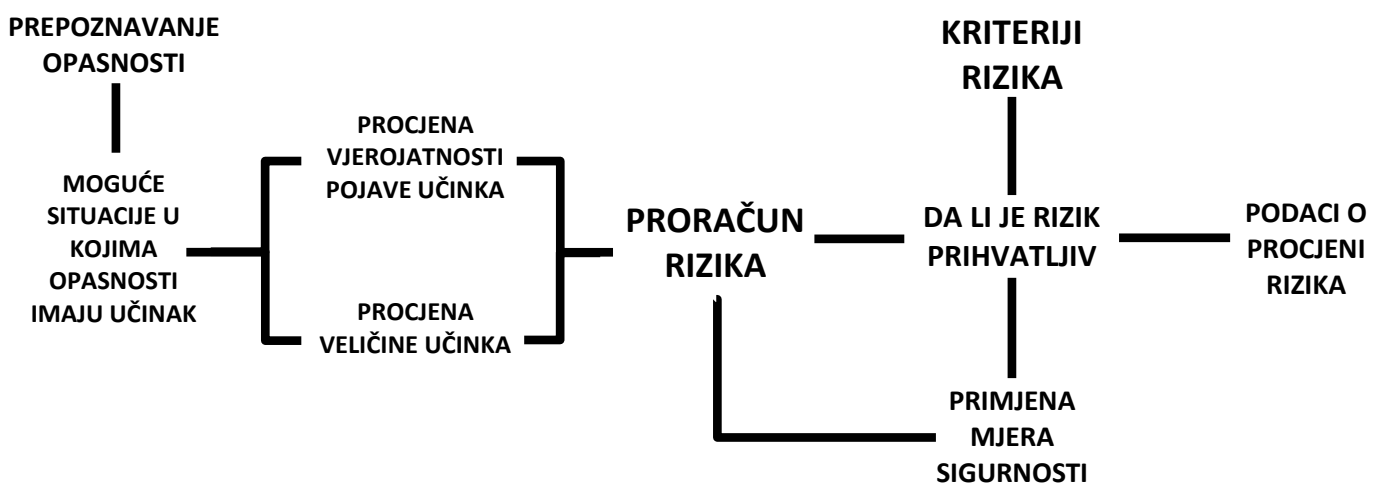 PREPOZNAVANJE
OPASNOSTI
MOGUĆE
SITUACIJE U
KOJIMA
OPASNOSTI
IMAJU UČINAK
PROCJENA
VJEROJATNOSTI
POJAVE UČINKA
PROCJENA
VELIČINE UČINKA
PRORAČUN
RIZIKA
KRITERIJI
RIZIKA
DA LI JE RIZIK
PRIHVATLJIV
PRIMJENA
MJERA
SIGURNOSTI
PODACI O
PROCJENI
RIZIKA